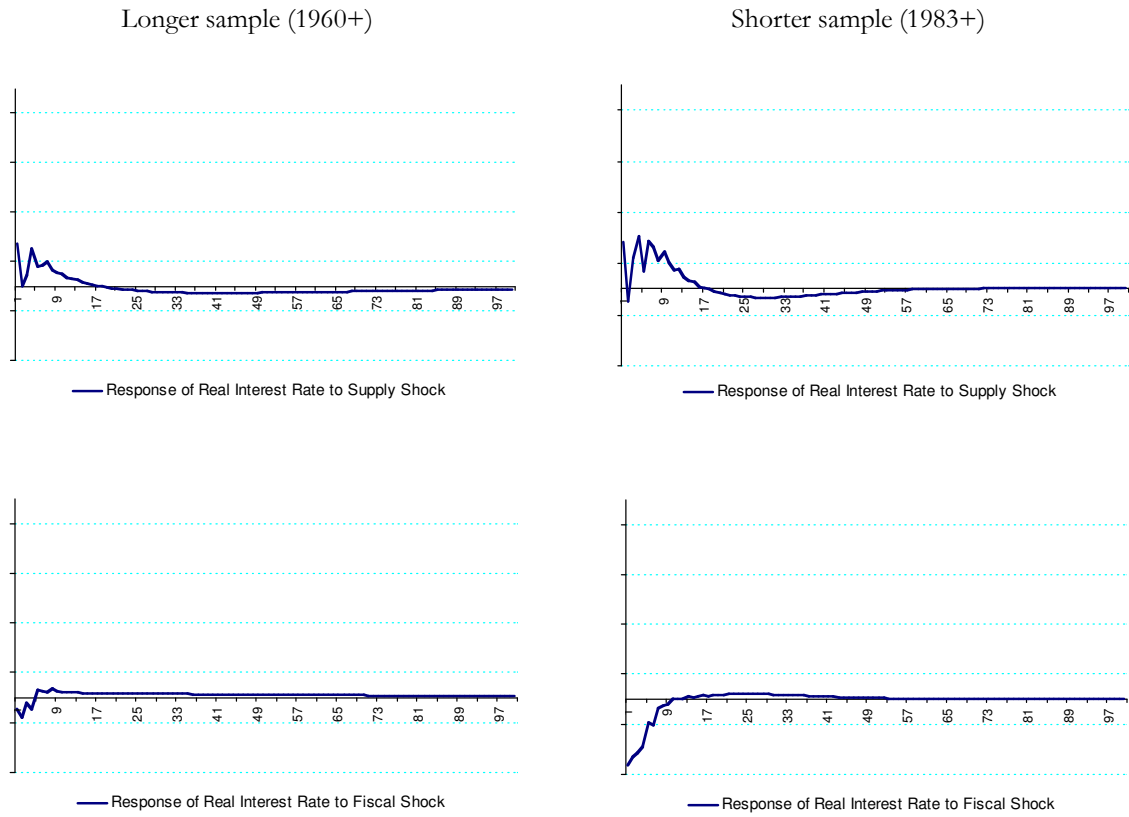 Longer sample (1960+)
Shorter sample (1983+)
1 9 17 25 33 41 49 57 65 73 81 89 97
Response of Real Interest Rate to Supply Shock
1 9 17 25 33 41 49 57 65 73 81 89 97
Response of Real Interest Rate to Supply Shock
1 9 17 25 33 41 49 57 65 73 81 89 97
Response of Real Interest Rate to Fiscal Shock
1 9 17 25 33 41 49 57 65 73 81 89 97
Response of Real Interest Rate to Fiscal Shock